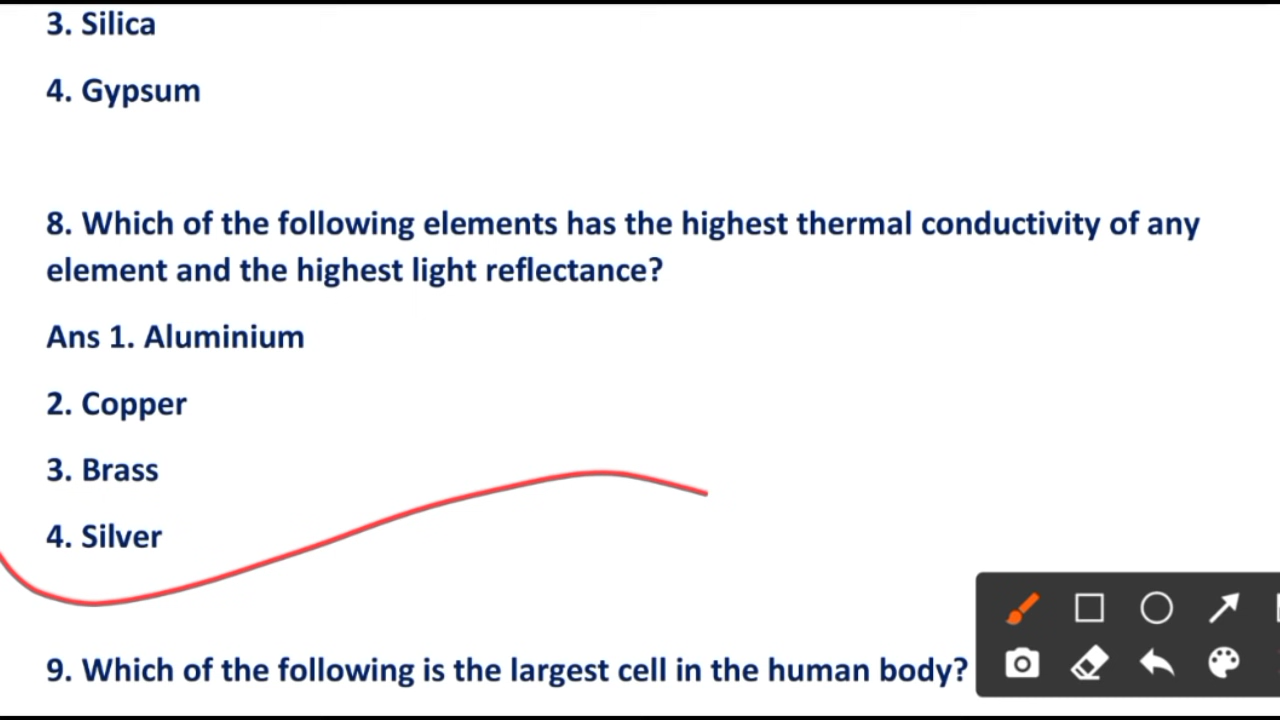 3. Silica
4. Gypsum
8. Which of the following elements has the highest thermal conductivity of any
element and the highest light reflectance?
Ans 1. Aluminium
2. Copper
3. Brass
4. Silver
9. Which of the following is the largest cell in the human body?